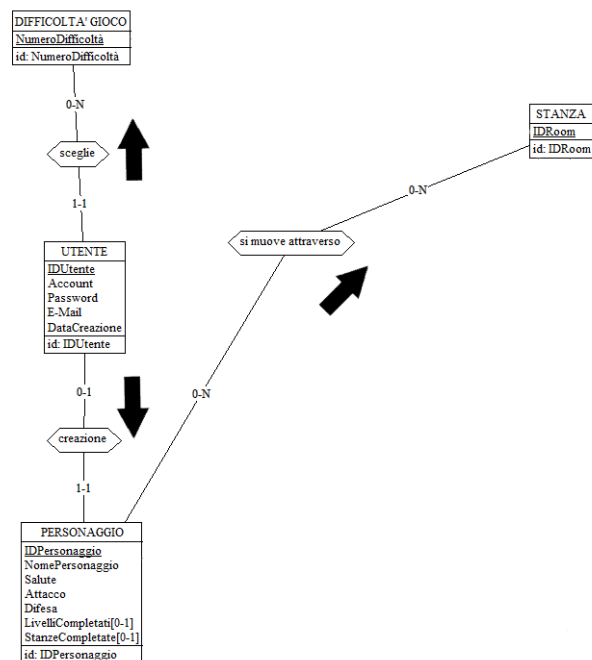 DIFFICOLTA' GIOCO
NumeroDifficoltà
id: NumeroDifficoltà
0-N
sceglie
1-1
UTENTE
IDUtente
Account
Password
E-Mail
DataCreazione
id: IDUtente
0-1
creazione
1-1
PERSONAGGIO
IDPersonaggio
NomePersonaggio
Salute
Attacco
Difesa
LivelliCompletati[0-1]
StanzeCompletate[0-1]
id: IDPersonaggio
0-N
si muove attraverso
0-N
STANZA
IDRoom
id: IDRoom